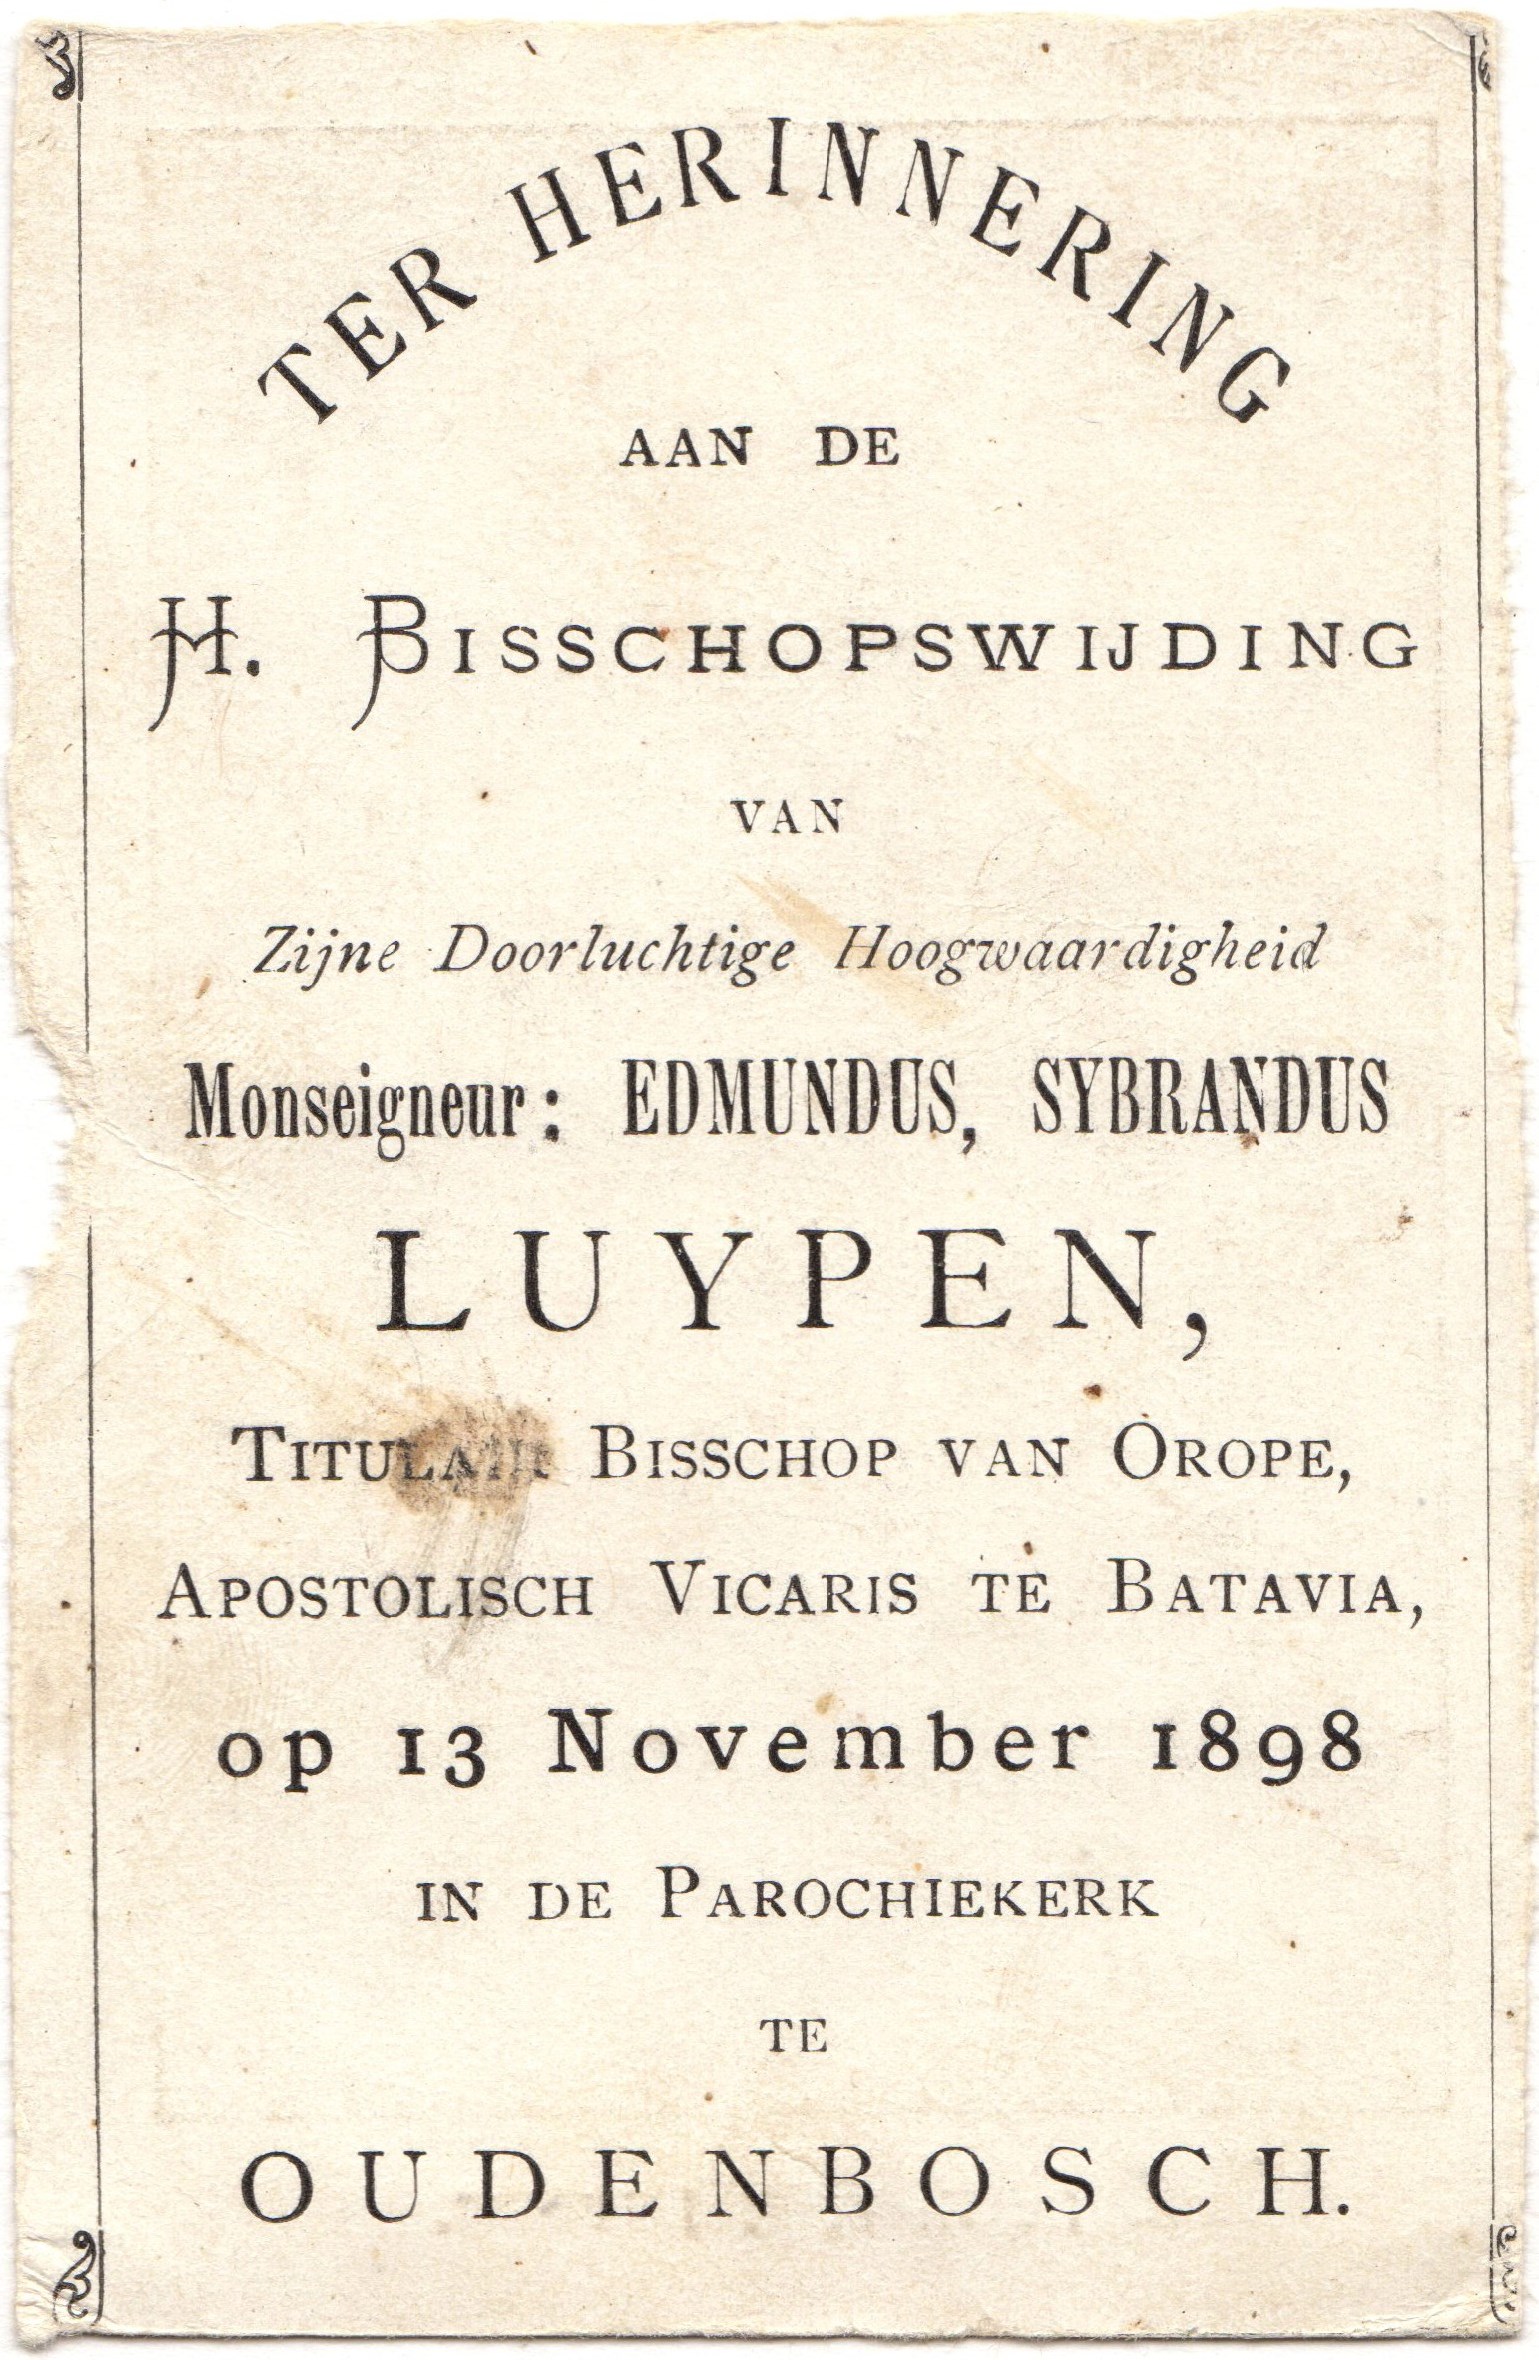 TER HERINNERING
AAN DE
H. BISSCHOPSWIJDING
VAN
Zijne Doorluchtige Hoogwaardigheid
Monseigneur: EDMUNDUS, SYBRANDUS
LUYPEN,
TITULAIR BISSCHOP VAN OROPE,
APOSTOLISCH VICARIS TE BATAVIA,
op 13 November 1898
IN DE PAROCHIEKERK
TE
OUDENBOSCH.